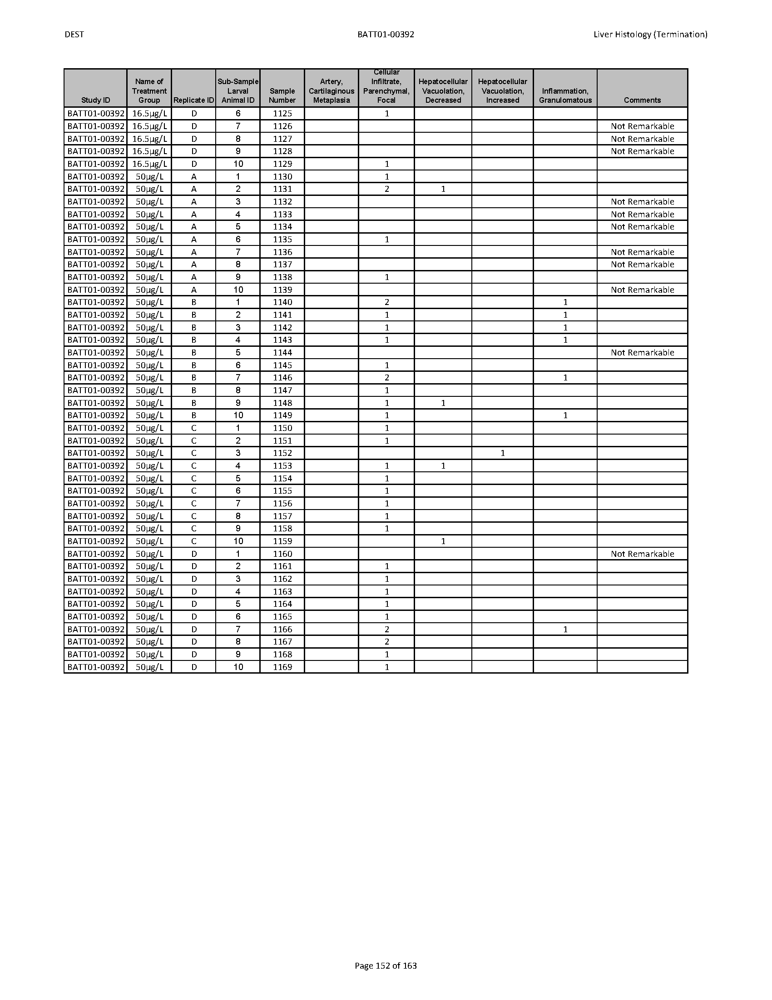 DEST BATT01-00392 Liver Histology (Termination)
Study ID Name of Treatment Group Replicate ID Sub-Sample Larval Animal ID Sample Number Artery, Cartilaginous Metaplasia Cellular Infiltrate, Parenchymal, Focal Hepatocellular Vacuolation, Decreased Hepatocellular Vacuolation, Increased Inflammation, Granulomatous Comments
BATT01-00392 16.5µg/L D 6 1125 1
BATT01-00392 16.5µg/L D 7 1126 Not Remarkable
BATT01-00392 16.5µg/L D 8 1127 Not Remarkable
BATT01-00392 16.5µg/L D 9 1128 Not Remarkable
BATT01-00392 16.5µg/L D 10 1129 1
BATT01-00392 50µg/L A 1 1130 1
BATT01-00392 50µg/L A 2 1131 2 1
BATT01-00392 50µg/L A 3 1132 Not Remarkable
BATT01-00392 50µg/L A 4 1133 Not Remarkable
BATT01-00392 50µg/L A 5 1134 Not Remarkable
BATT01-00392 50µg/L A 6 1135 1
BATT01-00392 50µg/L A 7 1136 Not Remarkable
BATT01-00392 50µg/L A 8 1137 Not Remarkable
BATT01-00392 50µg/L A 9 1138 1
BATT01-00392 50µg/L A 10 1139 Not Remarkable
BATT01-00392 50µg/L B 1 1140 2 1
BATT01-00392 50µg/L B 2 1141 1 1
BATT01-00392 50µg/L B 3 1142 1 1
BATT01-00392 50µg/L B 4 1143 1 1
BATT01-00392 50µg/L B 5 1144 Not Remarkable
BATT01-00392 50µg/L B 6 1145 1
BATT01-00392 50µg/L B 7 1146 2 1
BATT01-00392 50µg/L B 8 1147 1
BATT01-00392 50µg/L B 9 1148 1 1
BATT01-00392 50µg/L B 10 1149 1 1
BATT01-00392 50µg/L C 1 1150 1
BATT01-00392 50µg/L C 2 1151 1
BATT01-00392 50µg/L C 3 1152 1
BATT01-00392 50µg/L C 4 1153 1 1
BATT01-00392 50µg/L C 5 1154 1
BATT01-00392 50µg/L C 6 1155 1
BATT01-00392 50µg/L C 7 1156 1
BATT01-00392 50µg/L C 8 1157 1
BATT01-00392 50µg/L C 9 1158 1
BATT01-00392 50µg/L C 10 1159 1
BATT01-00392 50µg/L D 1 1160 Not Remarkable
BATT01-00392 50µg/L D 2 1161 1
BATT01-00392 50µg/L D 3 1162 1
BATT01-00392 50µg/L D 4 1163 1
BATT01-00392 50µg/L D 5 1164 1
BATT01-00392 50µg/L D 6 1165 1
BATT01-00392 50µg/L D 7 1166 2 1
BATT01-00392 50µg/L D 8 1167 2
BATT01-00392 50µg/L D 9 1168 1
BATT01-00392 50µg/L D 10 1169 1
Page 152 of 163